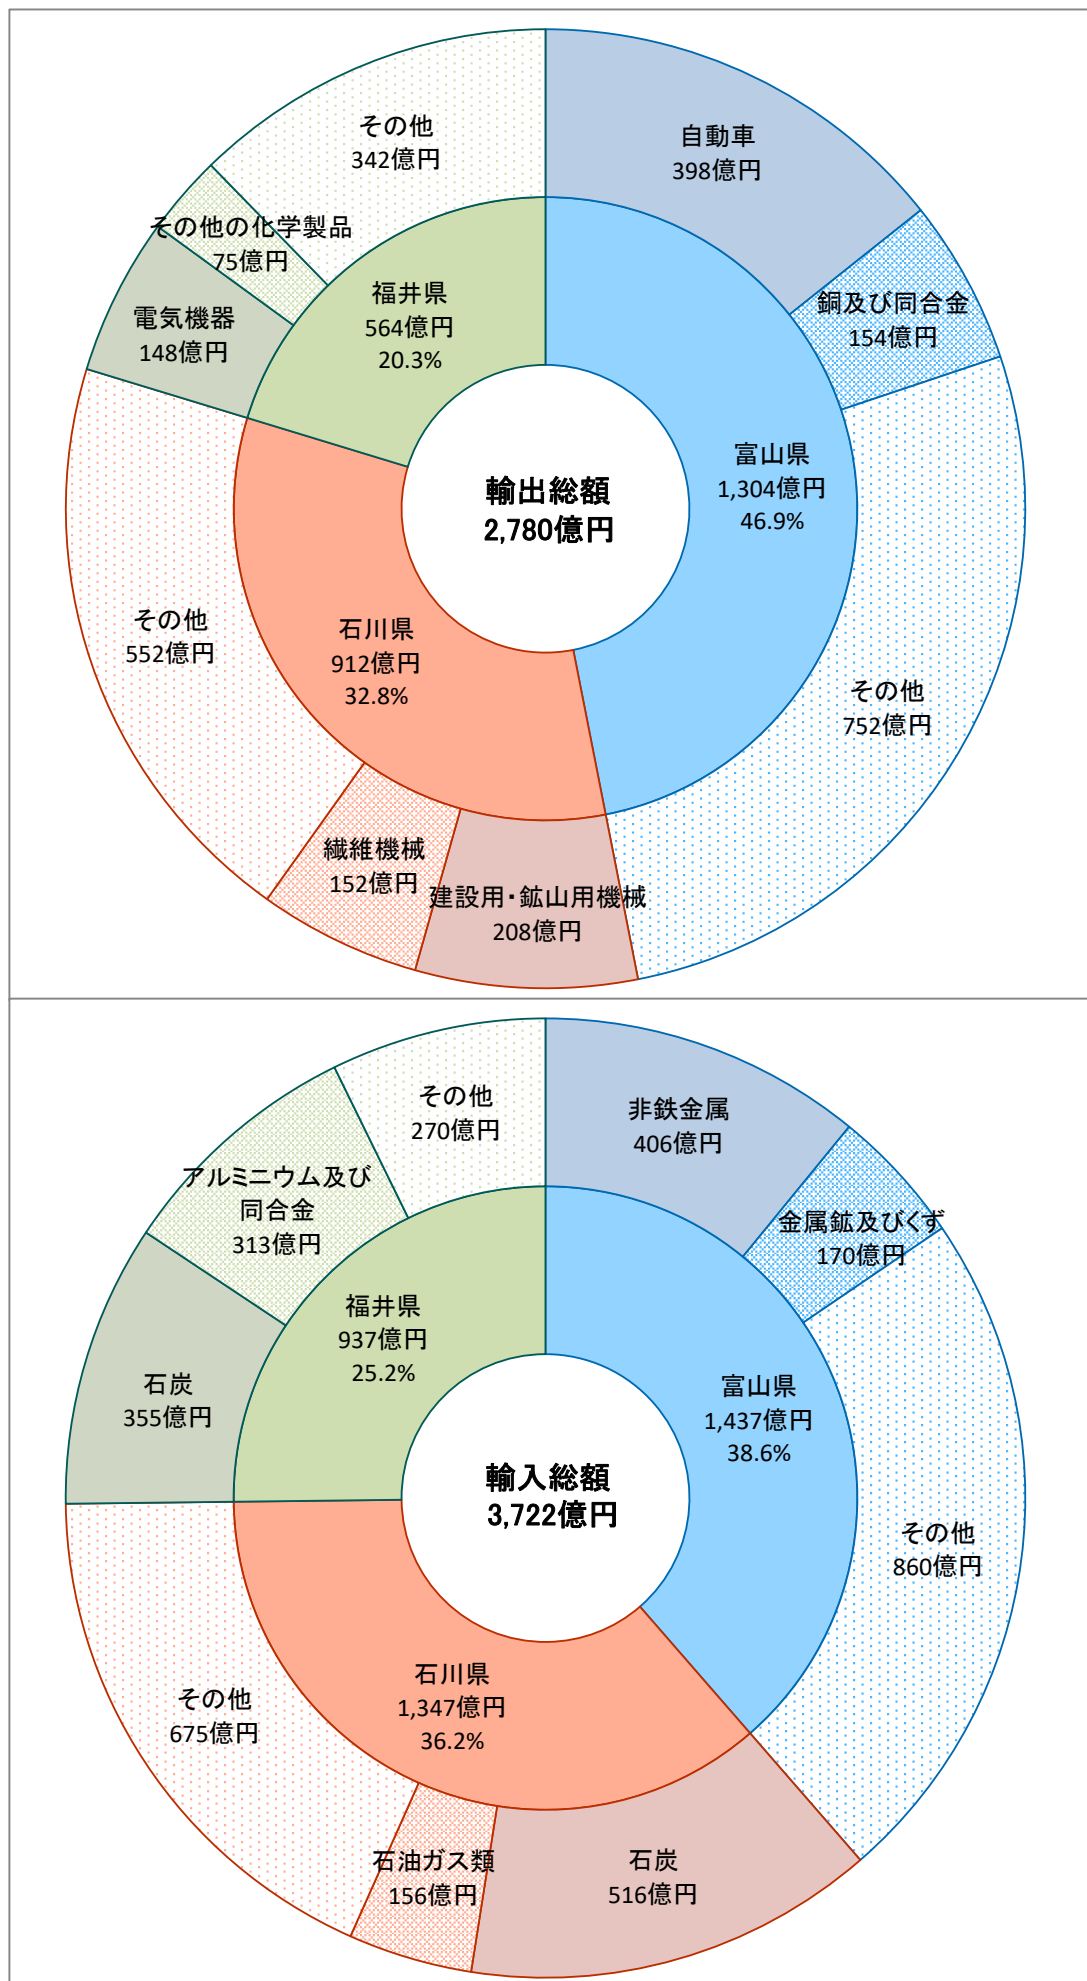 その他
342億円
自動車
398億円
その他の化学製品
75億円
福井県
564億円
20.3%
銅及び同合金
154億円
電気機器
148億円
富山県
1,304億円
46.9%
輸出総額
2,780億円
その他
552億円
石川県
912億円
32.8%
その他
752億円
繊維機械
152億円
建設用・鉱山用機械
208億円
その他
270億円
非鉄金属
406億円
アルミニウム及び
同合金
313億円
金属鉱及びくず
170億円
福井県
937億円
25.2%
石炭
355億円
富山県
1,437億円
38.6%
輸入総額
3,722億円
その他
860億円
その他
675億円
石川県
1,347億円
36.2%
石油ガス類
156億円
石炭
516億円